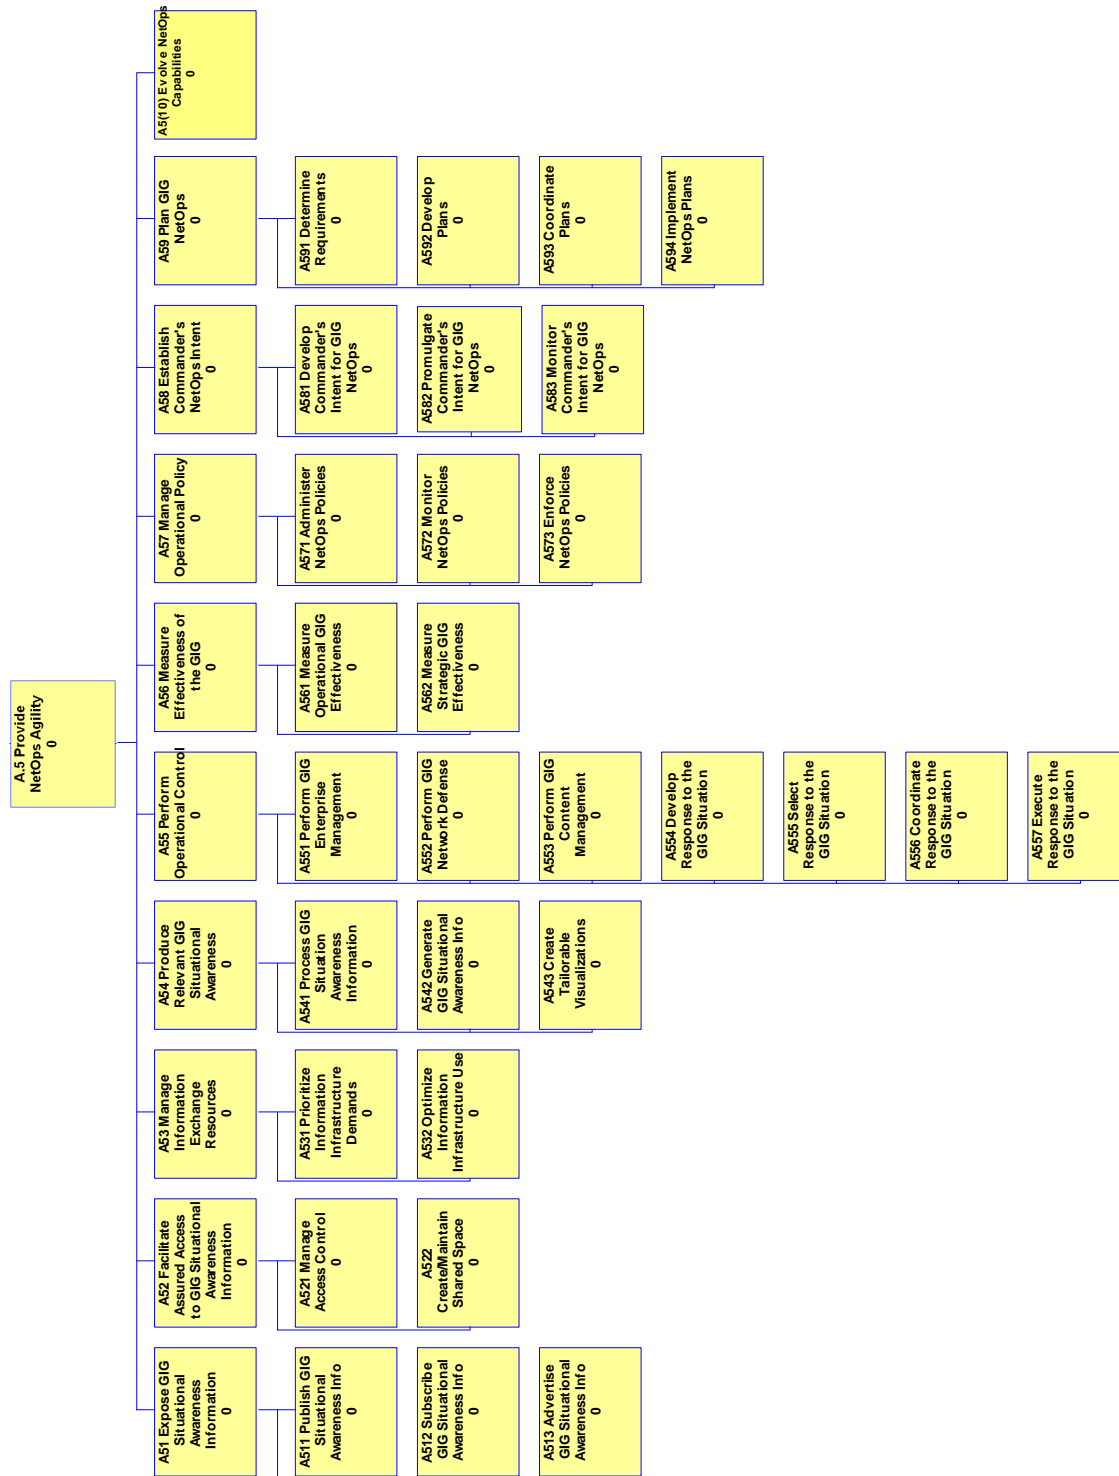 A.5 Provide
NetOps Agility
0
A51 Expose GIG
Situational
Awareness
Information
0
A511 Publish GIG
Situational
Awareness Info
0
A512 Subscribe
GIG Situational
Awareness Info
0
A513 Advertise
GIG Situational
Awareness Info
0
A52 Facilitate
Assured Access
to GIG Situational
Awareness
Information
0
A521 Manage
Access Control
0
A522
Create/Maintain
Shared Space
0
A53 Manage
Information
Exchange
Resources
0
A531 Prioritize
Information
Infrastructure
Demands
0
A532 Optimize
Information
Infrastructure Use
0
A54 Produce
Relevant GIG
Situational
Awareness
0
A541 Process GIG
Situation
Awareness
Information
0
A542 Generate
GIG Situational
Awareness Info
0
A543 Create
Tailorable
Visualizations
0
A55 Perform
Operational Control
0
A551 Perform GIG
Enterprise
Management
0
A552 Perform GIG
Network Defense
0
A553 Perform GIG
Content
Management
0
A554 Develop
Response to the
GIG Situation
0
A555 Select
Response to the
GIG Situation
0
A556 Coordinate
Response to the
GIG Situation
0
A557 Execute
Response to the
GIG Situation
0
A56 Measure
Effectiveness of
the GIG
0
A561 Measure
Operational GIG
Effectiveness
0
A562 Measure
Strategic GIG
Effectiveness
0
A57 Manage
Operational Policy
0
A571 Administer
NetOps Policies
0
A572 Monitor
NetOps Policies
0
A573 Enforce
NetOps Policies
0
A58 Establish
Commander's
NetOps Intent
0
A581 Develop
Commander's
Intent for GIG
NetOps
0
A582 Promulgate
Commander's
Intent for GIG
NetOps
0
A583 Monitor
Commander's
Intent for GIG
NetOps
0
A59 Plan GIG
NetOps
0
A591 Determine
Requirements
0
A592 Develop
Plans
0
A593 Coordinate
Plans
0
A594 Implement
NetOps Plans
0
A5(10) Evolve NetOps
Capabilities
0